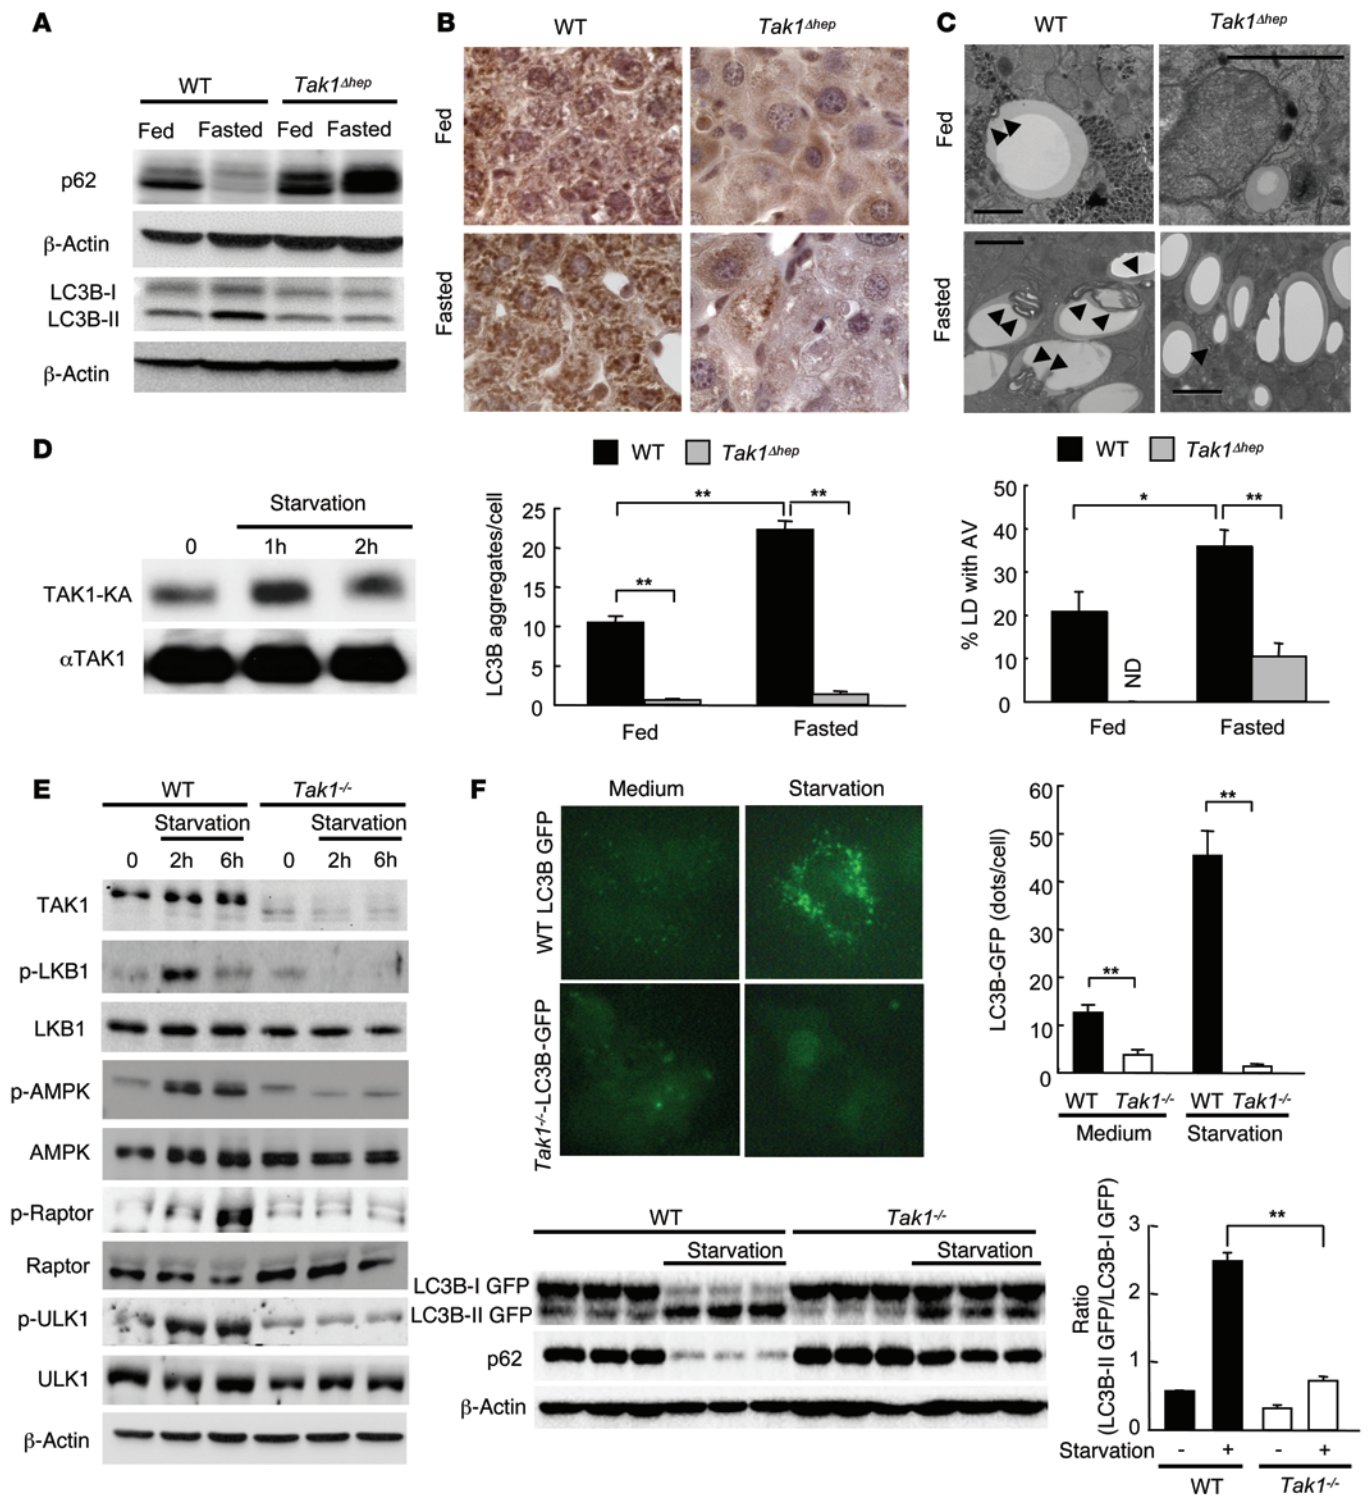 A
WT
Tak1Δhep
Fed
Fasted
Fed
Fasted
p62
β-Actin
LC3B-I
LC3B-II
β-Actin
B
WT
Tak1Δhep
Fed
Fasted
WT
Tak1Δhep
LC3B aggregates/cell
25
20
15
10
5
0
**
**
**
Fed
Fasted
C
WT
Tak1Δhep
Fed
Fasted
WT
Tak1Δhep
% LD with AV
50
40
30
20
10
0
*
**
ND
Fed
Fasted
D
Starvation
0
1h
2h
TAK1-KA
αTAK1
E
WT
Tak1-/-
Starvation
Starvation
0
2h
6h
0
2h
6h
TAK1
p-LKB1
LKB1
p-AMPK
AMPK
p-Raptor
Raptor
p-ULK1
ULK1
β-Actin
F
Medium
Starvation
WT LC3B GFP
Tak1-/--LC3B-GFP
LC3B-GFP (dots/cell)
60
50
40
30
20
10
0
**
**
WT
Tak1-/-
WT
Tak1-/-
Medium
Starvation
WT
Tak1-/-
Starvation
Starvation
LC3B-I GFP
LC3B-II GFP
p62
β-Actin
Ratio
(LC3B-II GFP/LC3B-I GFP)
3
2
1
0
**
Starvation
-
+
-
+
WT
Tak1-/-